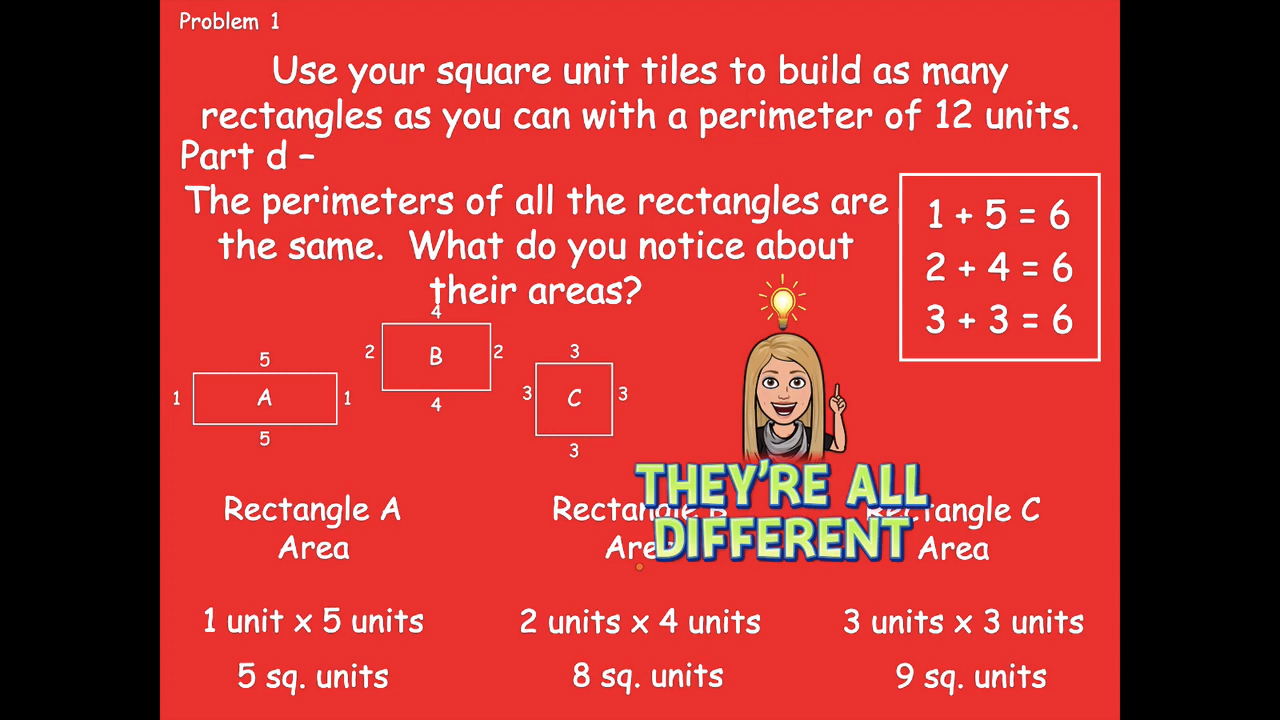 Problem 1
Use your square unit tiles to build as many
rectangles as you can with a perimeter of 12 units.
Part d –
The perimeters of all the rectangles are
the same. What do you notice about
their areas?
1 + 5 = 6
2 + 4 = 6
3 + 3 = 6
5
1 A 1
5
4
2 B 2
4
3
3 C 3
3
THEY'RE ALL
DIFFERENT
Rectangle A
Area
Rectangle B
Area
Rectangle C
Area
1 unit x 5 units
2 units x 4 units
3 units x 3 units
5 sq. units
8 sq. units
9 sq. units